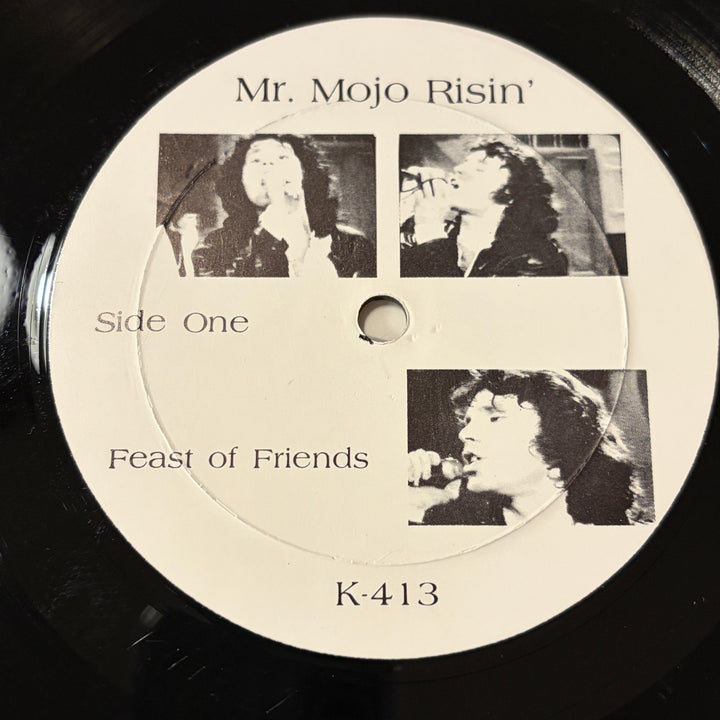 Mr. Mojo Risin'
Side One
Feast of Friends
K-413